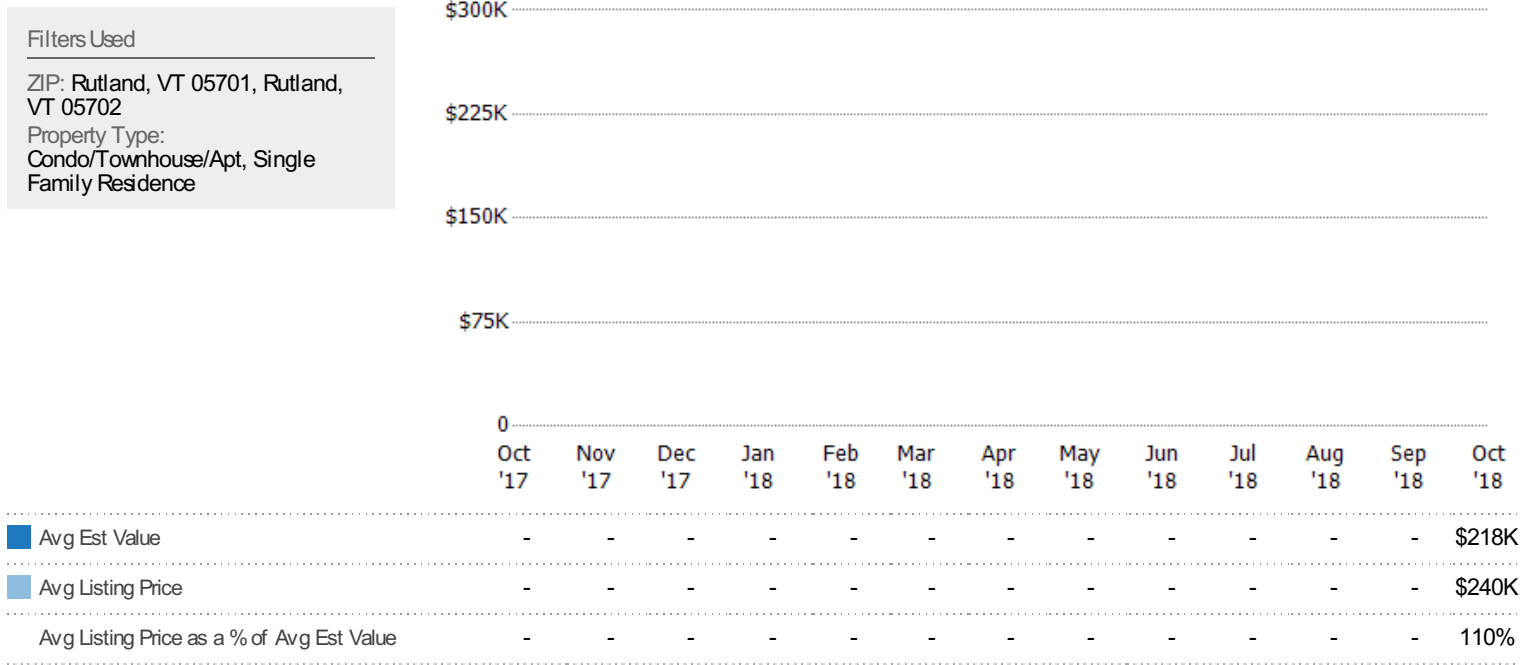 Filters Used
ZIP: Rutland, VT 05701, Rutland,
VT 05702
Property Type:
Condo/Townhouse/Apt, Single
Family Residence
$300K
$225K
$150K
$75K
0
Oct Nov Dec Jan Feb Mar Apr May Jun Jul Aug Sep Oct
'17 '17 '17 '18 '18 '18 '18 '18 '18 '18 '18 '18 '18
Avg Est Value - - - - - - - - - - - - $218K
Avg Listing Price - - - - - - - - - - - - $240K
Avg Listing Price as a % of Avg Est Value - - - - - - - - - - - - 110%